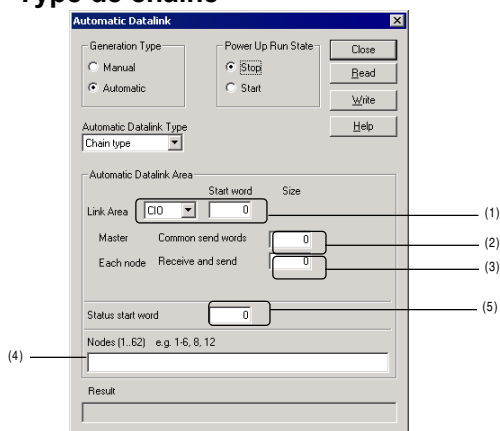 Type de chaîne
Automatic Datalink
Generation Type
Manual
Automatic
Power Up Run State
Stop
Start
Close
Read
Write
Help
Automatic Datalink Type
Chain type
Automatic Datalink Area
Start word Size
Link Area CIO 0
(1)
Master Common send words 0
(2)
Each node Receive and send 0
(3)
Status start word 0
(5)
Nodes (1..62) e.g. 1-6, 8, 12
(4)
Result